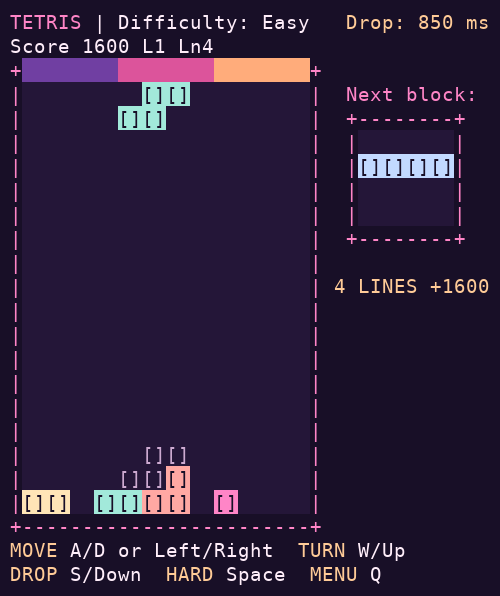 TETRIS | Difficulty: Easy   Drop: 850 ms
Score 1600 L1 Ln4
+                        +
|          [][]          |  Next block:
|        [][]            |  +--------+
|                        |  |        |
|                        |  |[][][][]|
|                        |  |        |
|                        |  |        |
|                        |  +--------+
|                        |
|                        | 4 LINES +1600
|                        |
|                        |
|                        |
|                        |
|                        |
|                        |
|          [][]          |
|        [][][]          |
|[][]  [][][][]  []      |
+------------------------+
MOVE A/D or Left/Right  TURN W/Up
DROP S/Down  HARD Space  MENU Q